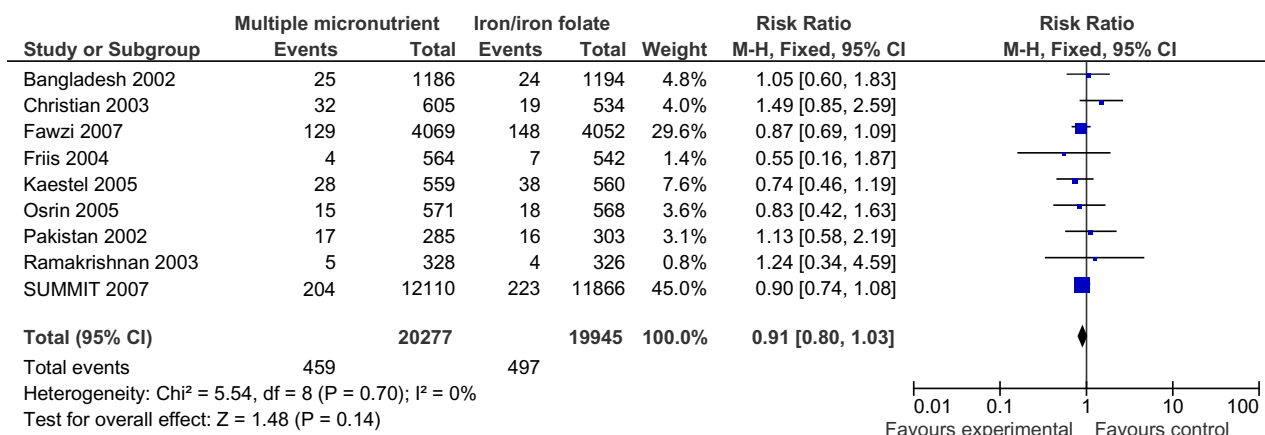 Multiple micronutrient Iron/iron folate Risk Ratio Risk Ratio
Study or Subgroup Events Total Events Total Weight M-H, Fixed, 95% CI M-H, Fixed, 95% CI
Bangladesh 2002 25 1186 24 1194 4.8% 1.05 [0.60, 1.83]
Christian 2003 32 605 19 534 4.0% 1.49 [0.85, 2.59]
Fawzi 2007 129 4069 148 4052 29.6% 0.87 [0.69, 1.09]
Friis 2004 4 564 7 542 1.4% 0.55 [0.16, 1.87]
Kaestel 2005 28 559 38 560 7.6% 0.74 [0.46, 1.19]
Osrin 2005 15 571 18 568 3.6% 0.83 [0.42, 1.63]
Pakistan 2002 17 285 16 303 3.1% 1.13 [0.58, 2.19]
Ramakrishnan 2003 5 328 4 326 0.8% 1.24 [0.34, 4.59]
SUMMIT 2007 204 12110 223 11866 45.0% 0.90 [0.74, 1.08]
Total (95% CI) 20277 19945 100.0% 0.91 [0.80, 1.03]
Total events 459 497
Heterogeneity: Chi² = 5.54, df = 8 (P = 0.70); I² = 0%
Test for overall effect: Z = 1.48 (P = 0.14)
0.01 0.1 1 10 100
Favours experimental Favours control